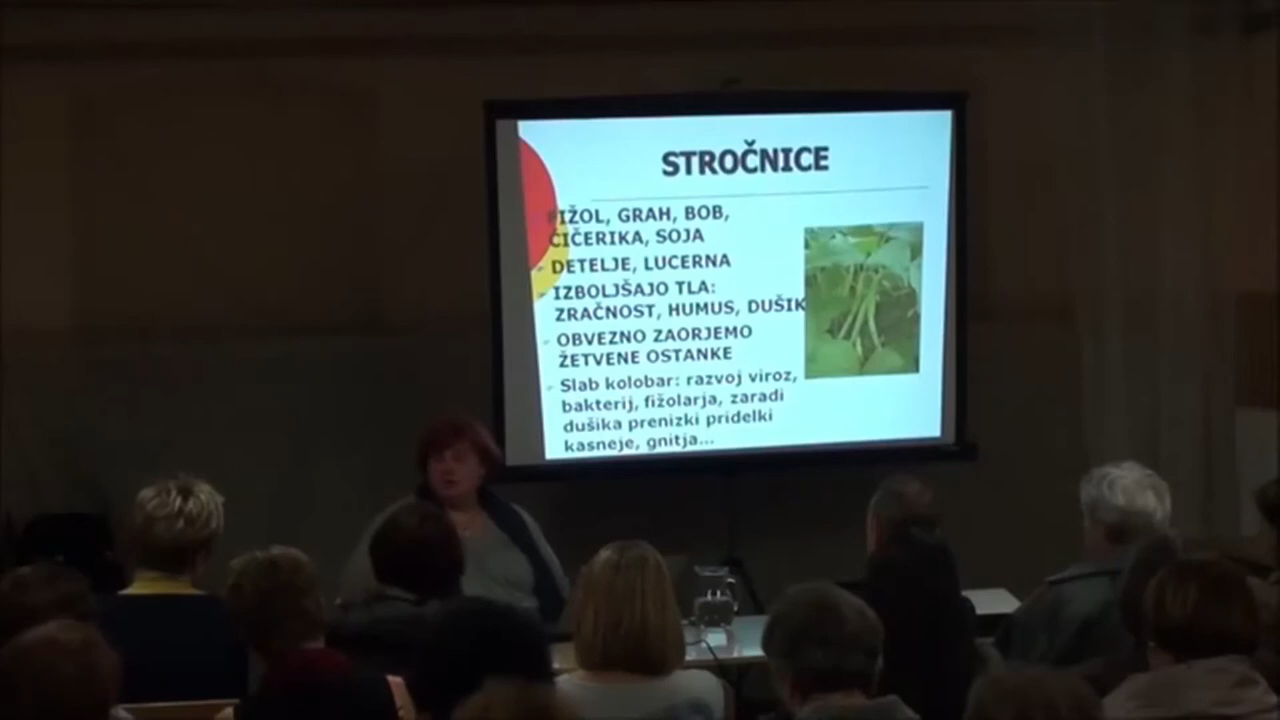 STROČNICE
FIŽOL, GRAH, BOB,
ČIČERIKA, SOJA
DETELJE, LUCERNA
IZBOLJŠAJO TLA:
ZRAČNOST, HUMUS, DUŠIK
OBVEZNO ZAORJEMO
ŽETVENE OSTANKE
Slab kolobar: razvoj viroz,
bakterij, fižolarja, zaradi
dušika prenizki pridelki
kasneje, gnitja...